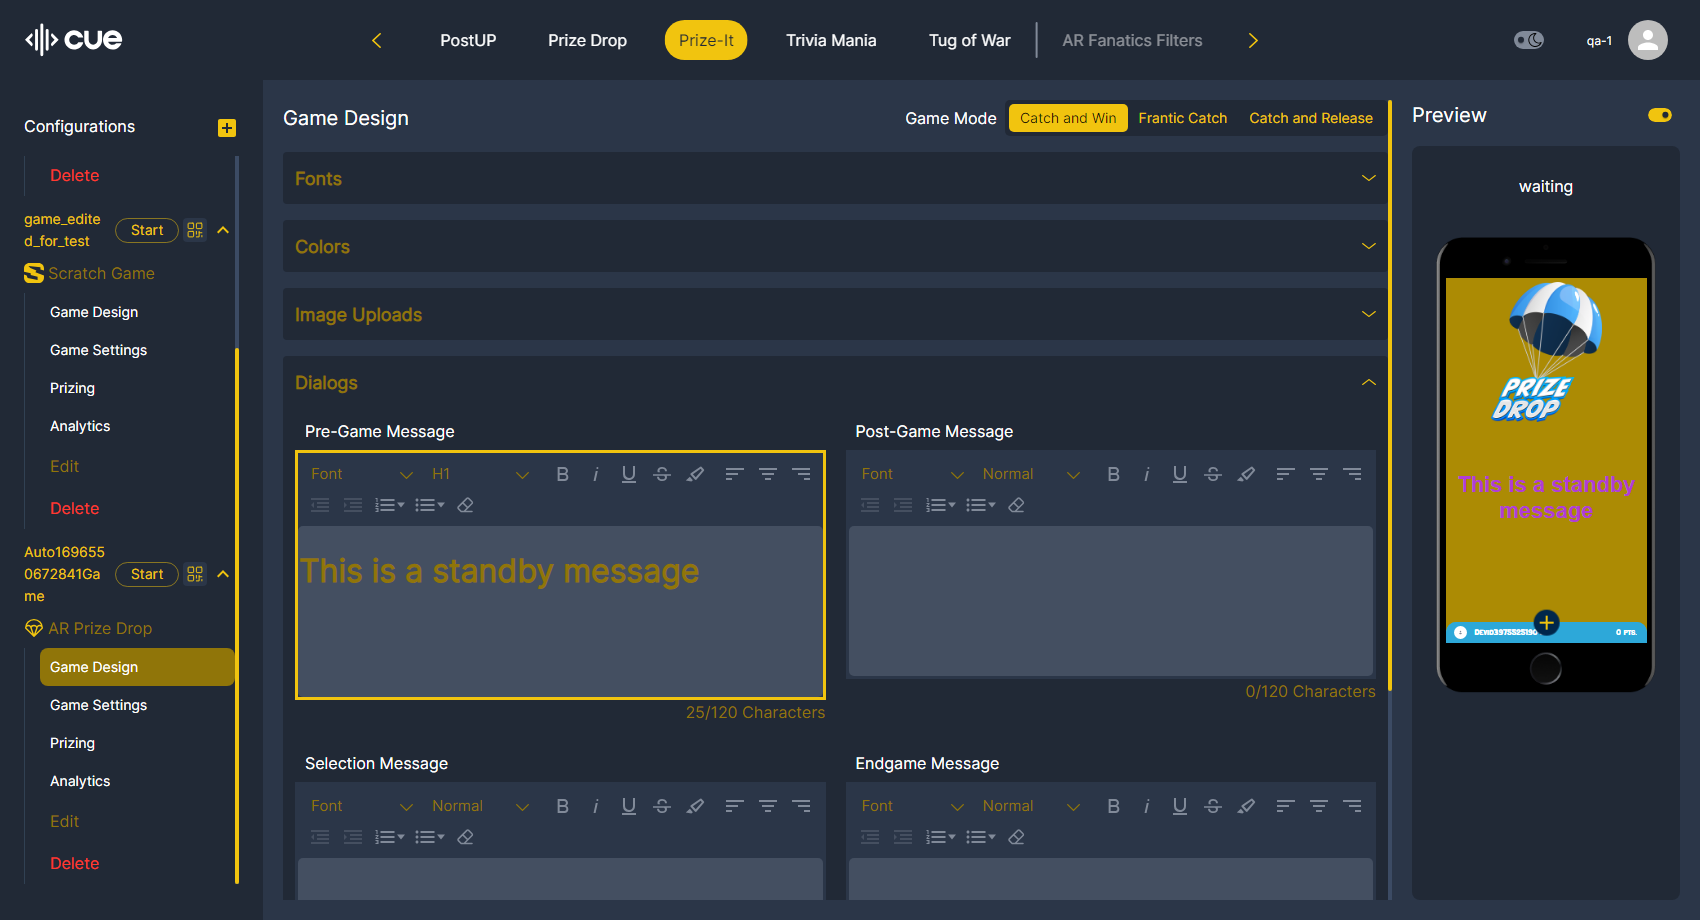 cue
PostUP
Prize Drop
Prize-It
Trivia Mania
Tug of War
AR Fanatics Filters
qa-1
Configurations
Delete
game_edite
d_for_test
Start
Scratch Game
Game Design
Game Settings
Prizing
Analytics
Edit
Delete
Auto169655
0672841Ga
me
Start
AR Prize Drop
Game Design
Game Settings
Prizing
Analytics
Edit
Delete
Game Design
Game Mode
Catch and Win
Frantic Catch
Catch and Release
Fonts
Colors
Image Uploads
Dialogs
Pre-Game Message
Font
H1
B
i
U
S
This is a standby message
25/120 Characters
Post-Game Message
Font
Normal
B
i
U
S
0/120 Characters
Selection Message
Font
Normal
B
i
U
S
Endgame Message
Font
Normal
B
i
U
S
Preview
waiting
PRIZE
DROP
This is a standby
message
0 PTS.